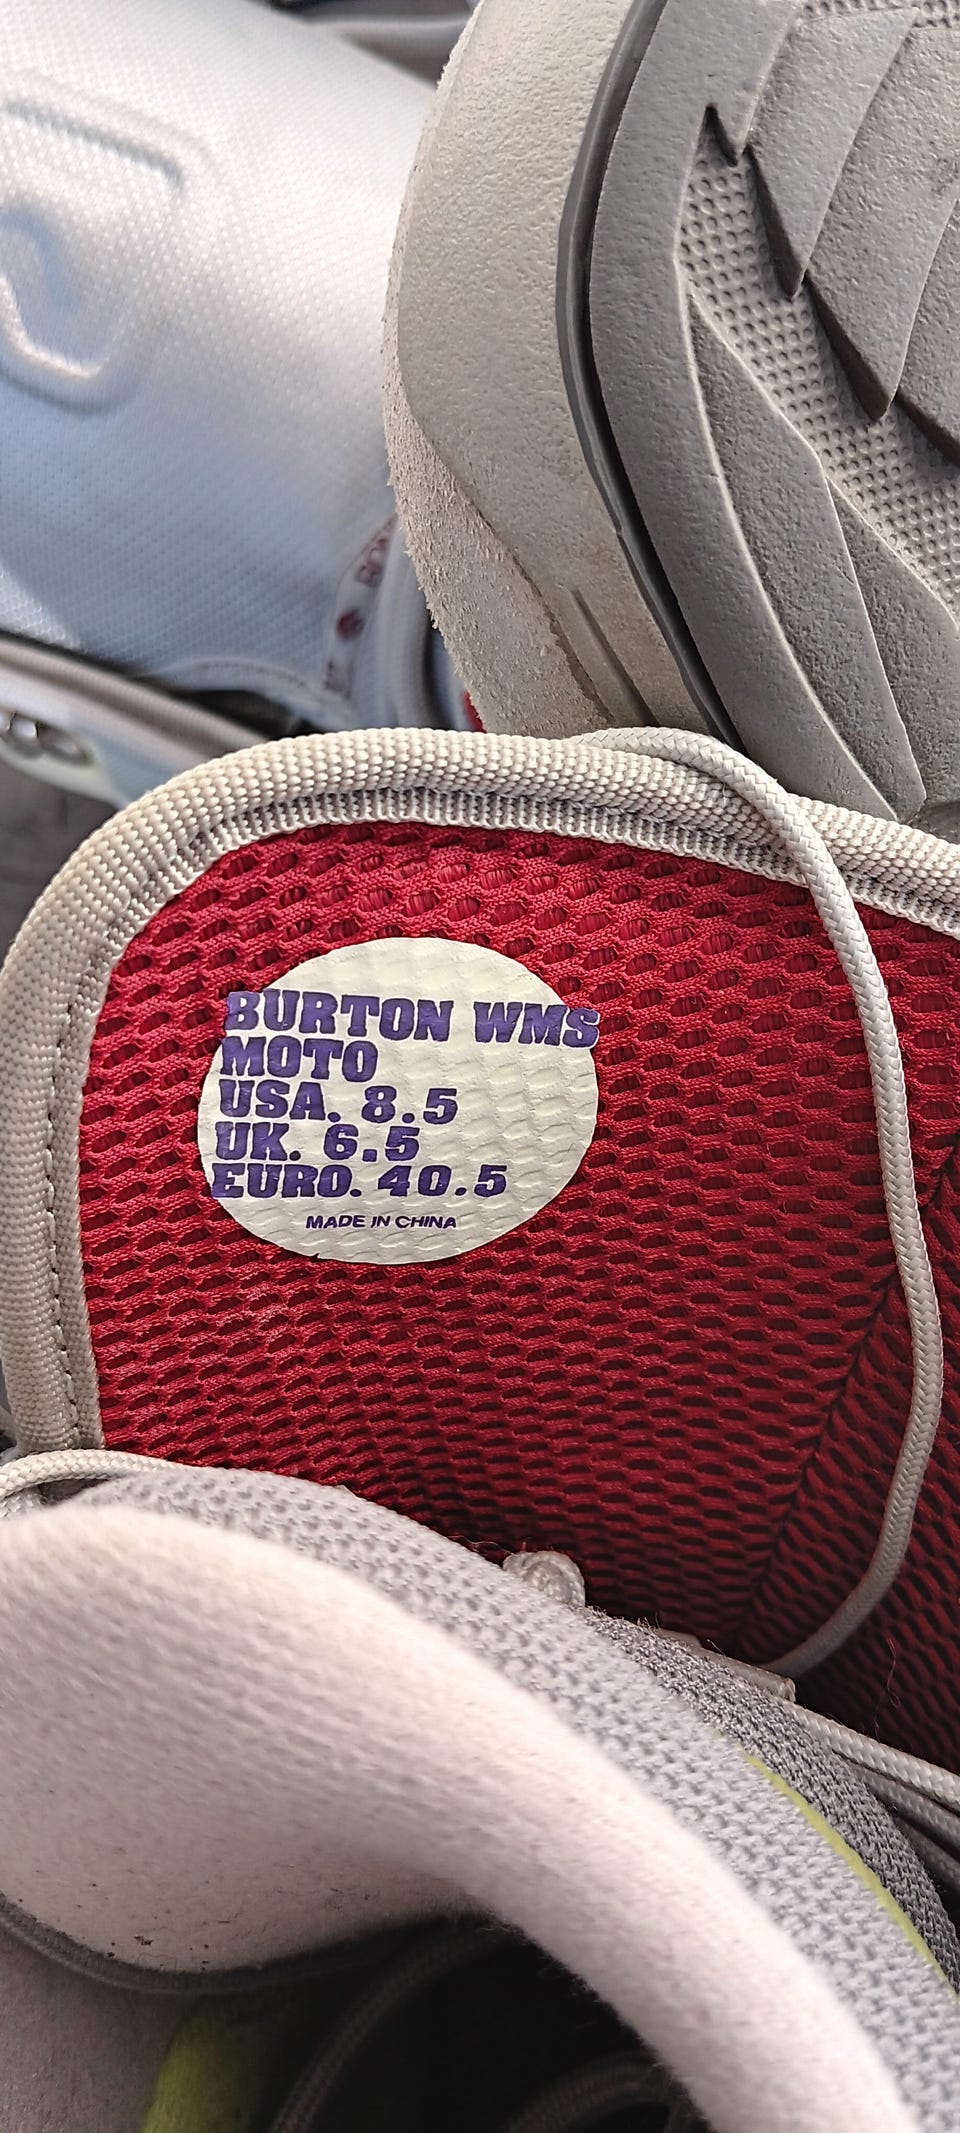 BURTON WMS
MOTO
USA. 8.5
UK. 6.5
EURO. 40.5
MADE IN CHINA